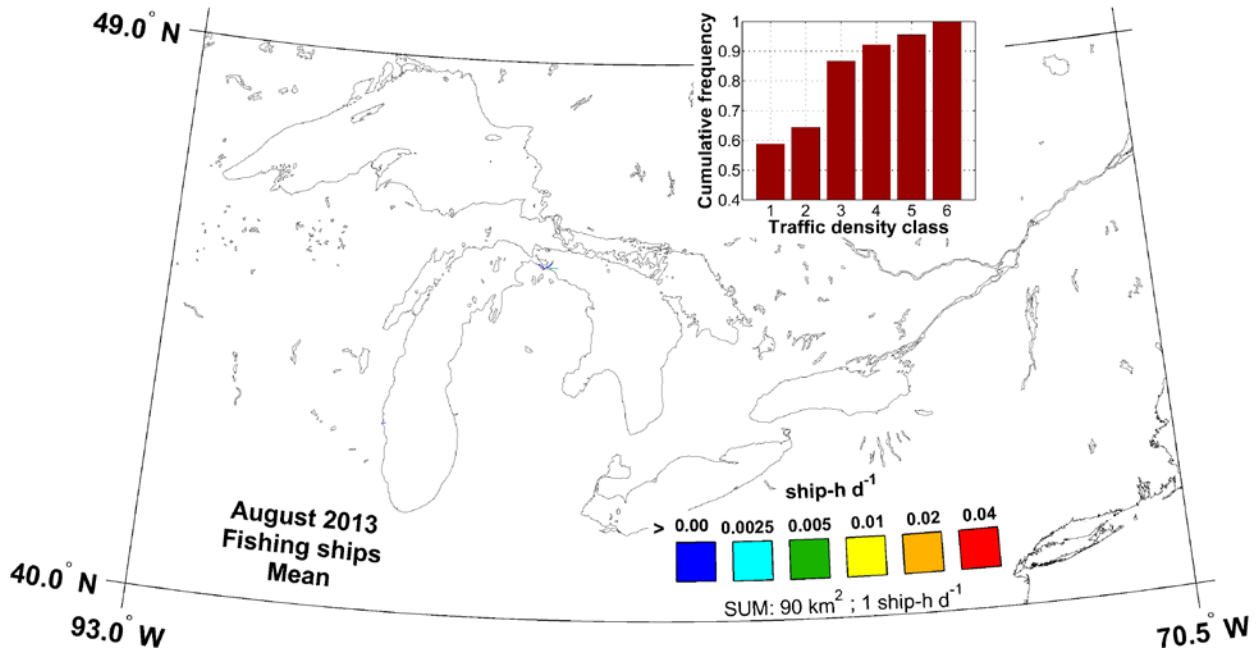 49.0° N
1
0.9
0.8
0.7
0.6
0.5
0.4
Cumulative frequency
1 2 3 4 5 6
Traffic density class
August 2013
Fishing ships
Mean
ship-h d⁻¹
> 0.00 0.0025 0.005 0.01 0.02 0.04
SUM: 90 km² ; 1 ship-h d⁻¹
40.0° N
93.0° W
70.5° W